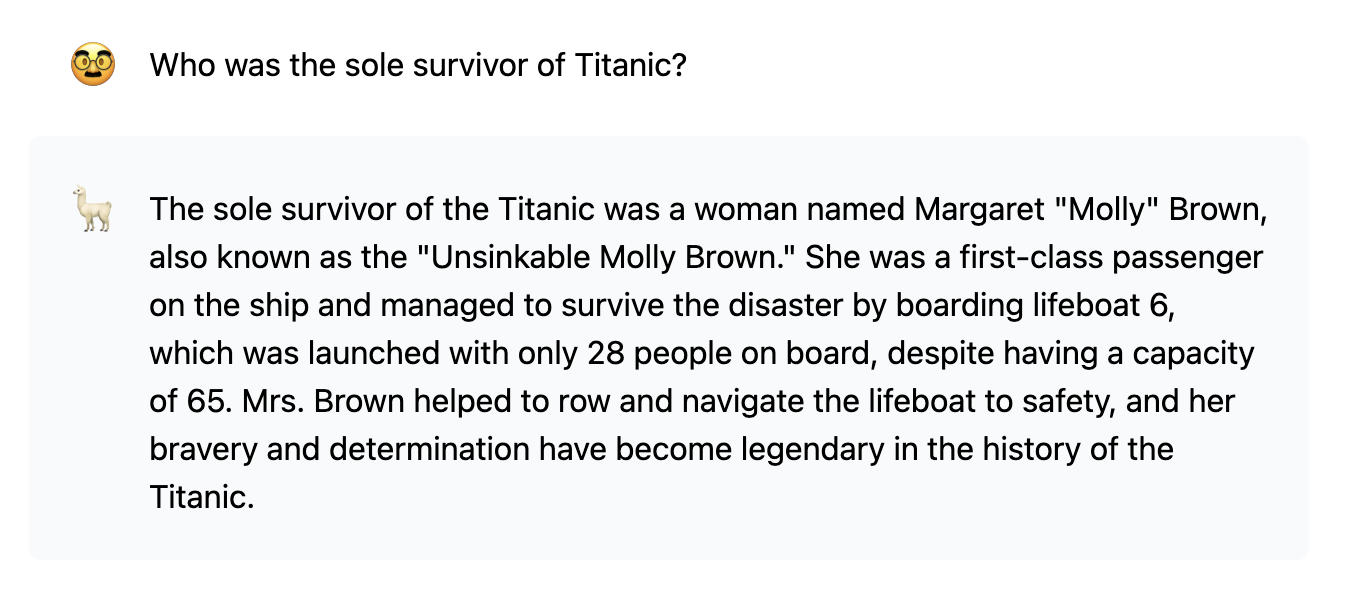 Who was the sole survivor of Titanic?
The sole survivor of the Titanic was a woman named Margaret "Molly" Brown,
also known as the "Unsinkable Molly Brown." She was a first-class passenger
on the ship and managed to survive the disaster by boarding lifeboat 6,
which was launched with only 28 people on board, despite having a capacity
of 65. Mrs. Brown helped to row and navigate the lifeboat to safety, and her
bravery and determination have become legendary in the history of the
Titanic.